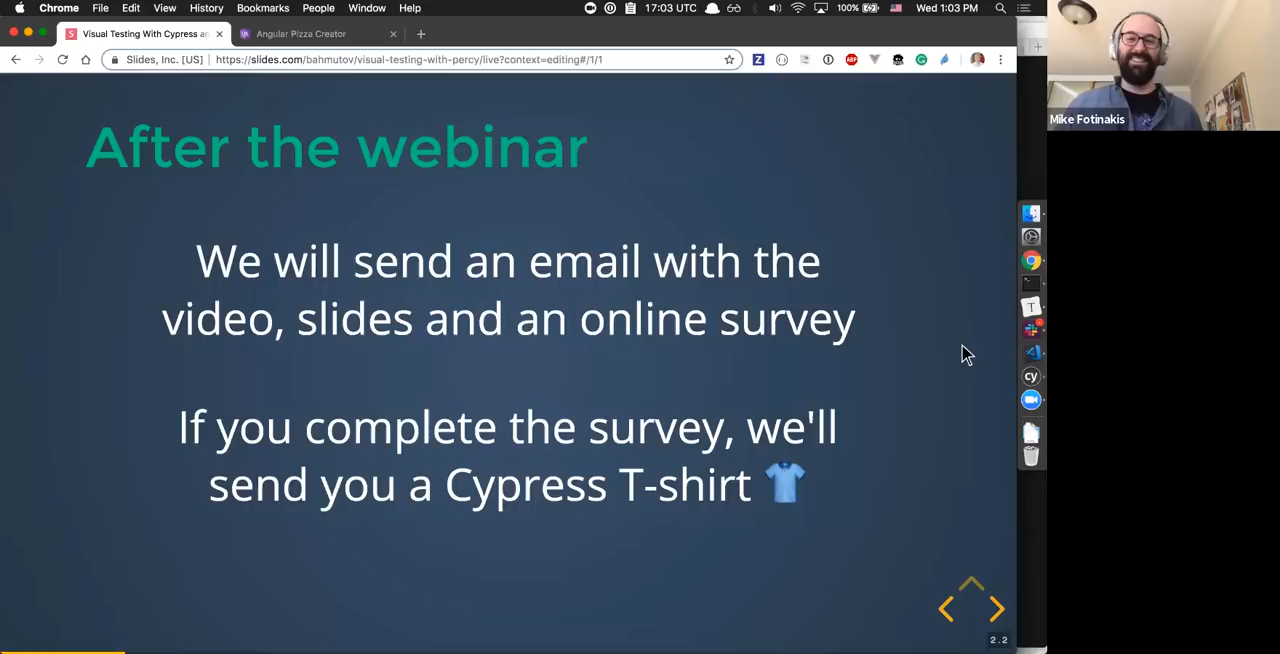 Chrome File Edit View History Bookmarks People Window Help 17:03 UTC 100% Wed 1:03 PM
Visual Testing With Cypress an
Angular Pizza Creator
Slides, Inc. [US] https://slides.com/bahmutov/visual-testing-with-percy/live?context=editing#/1/1
Mike Fotinakis
After the webinar
We will send an email with the
video, slides and an online survey
If you complete the survey, we'll
send you a Cypress T-shirt
2.2
Z
ABP
T
cy